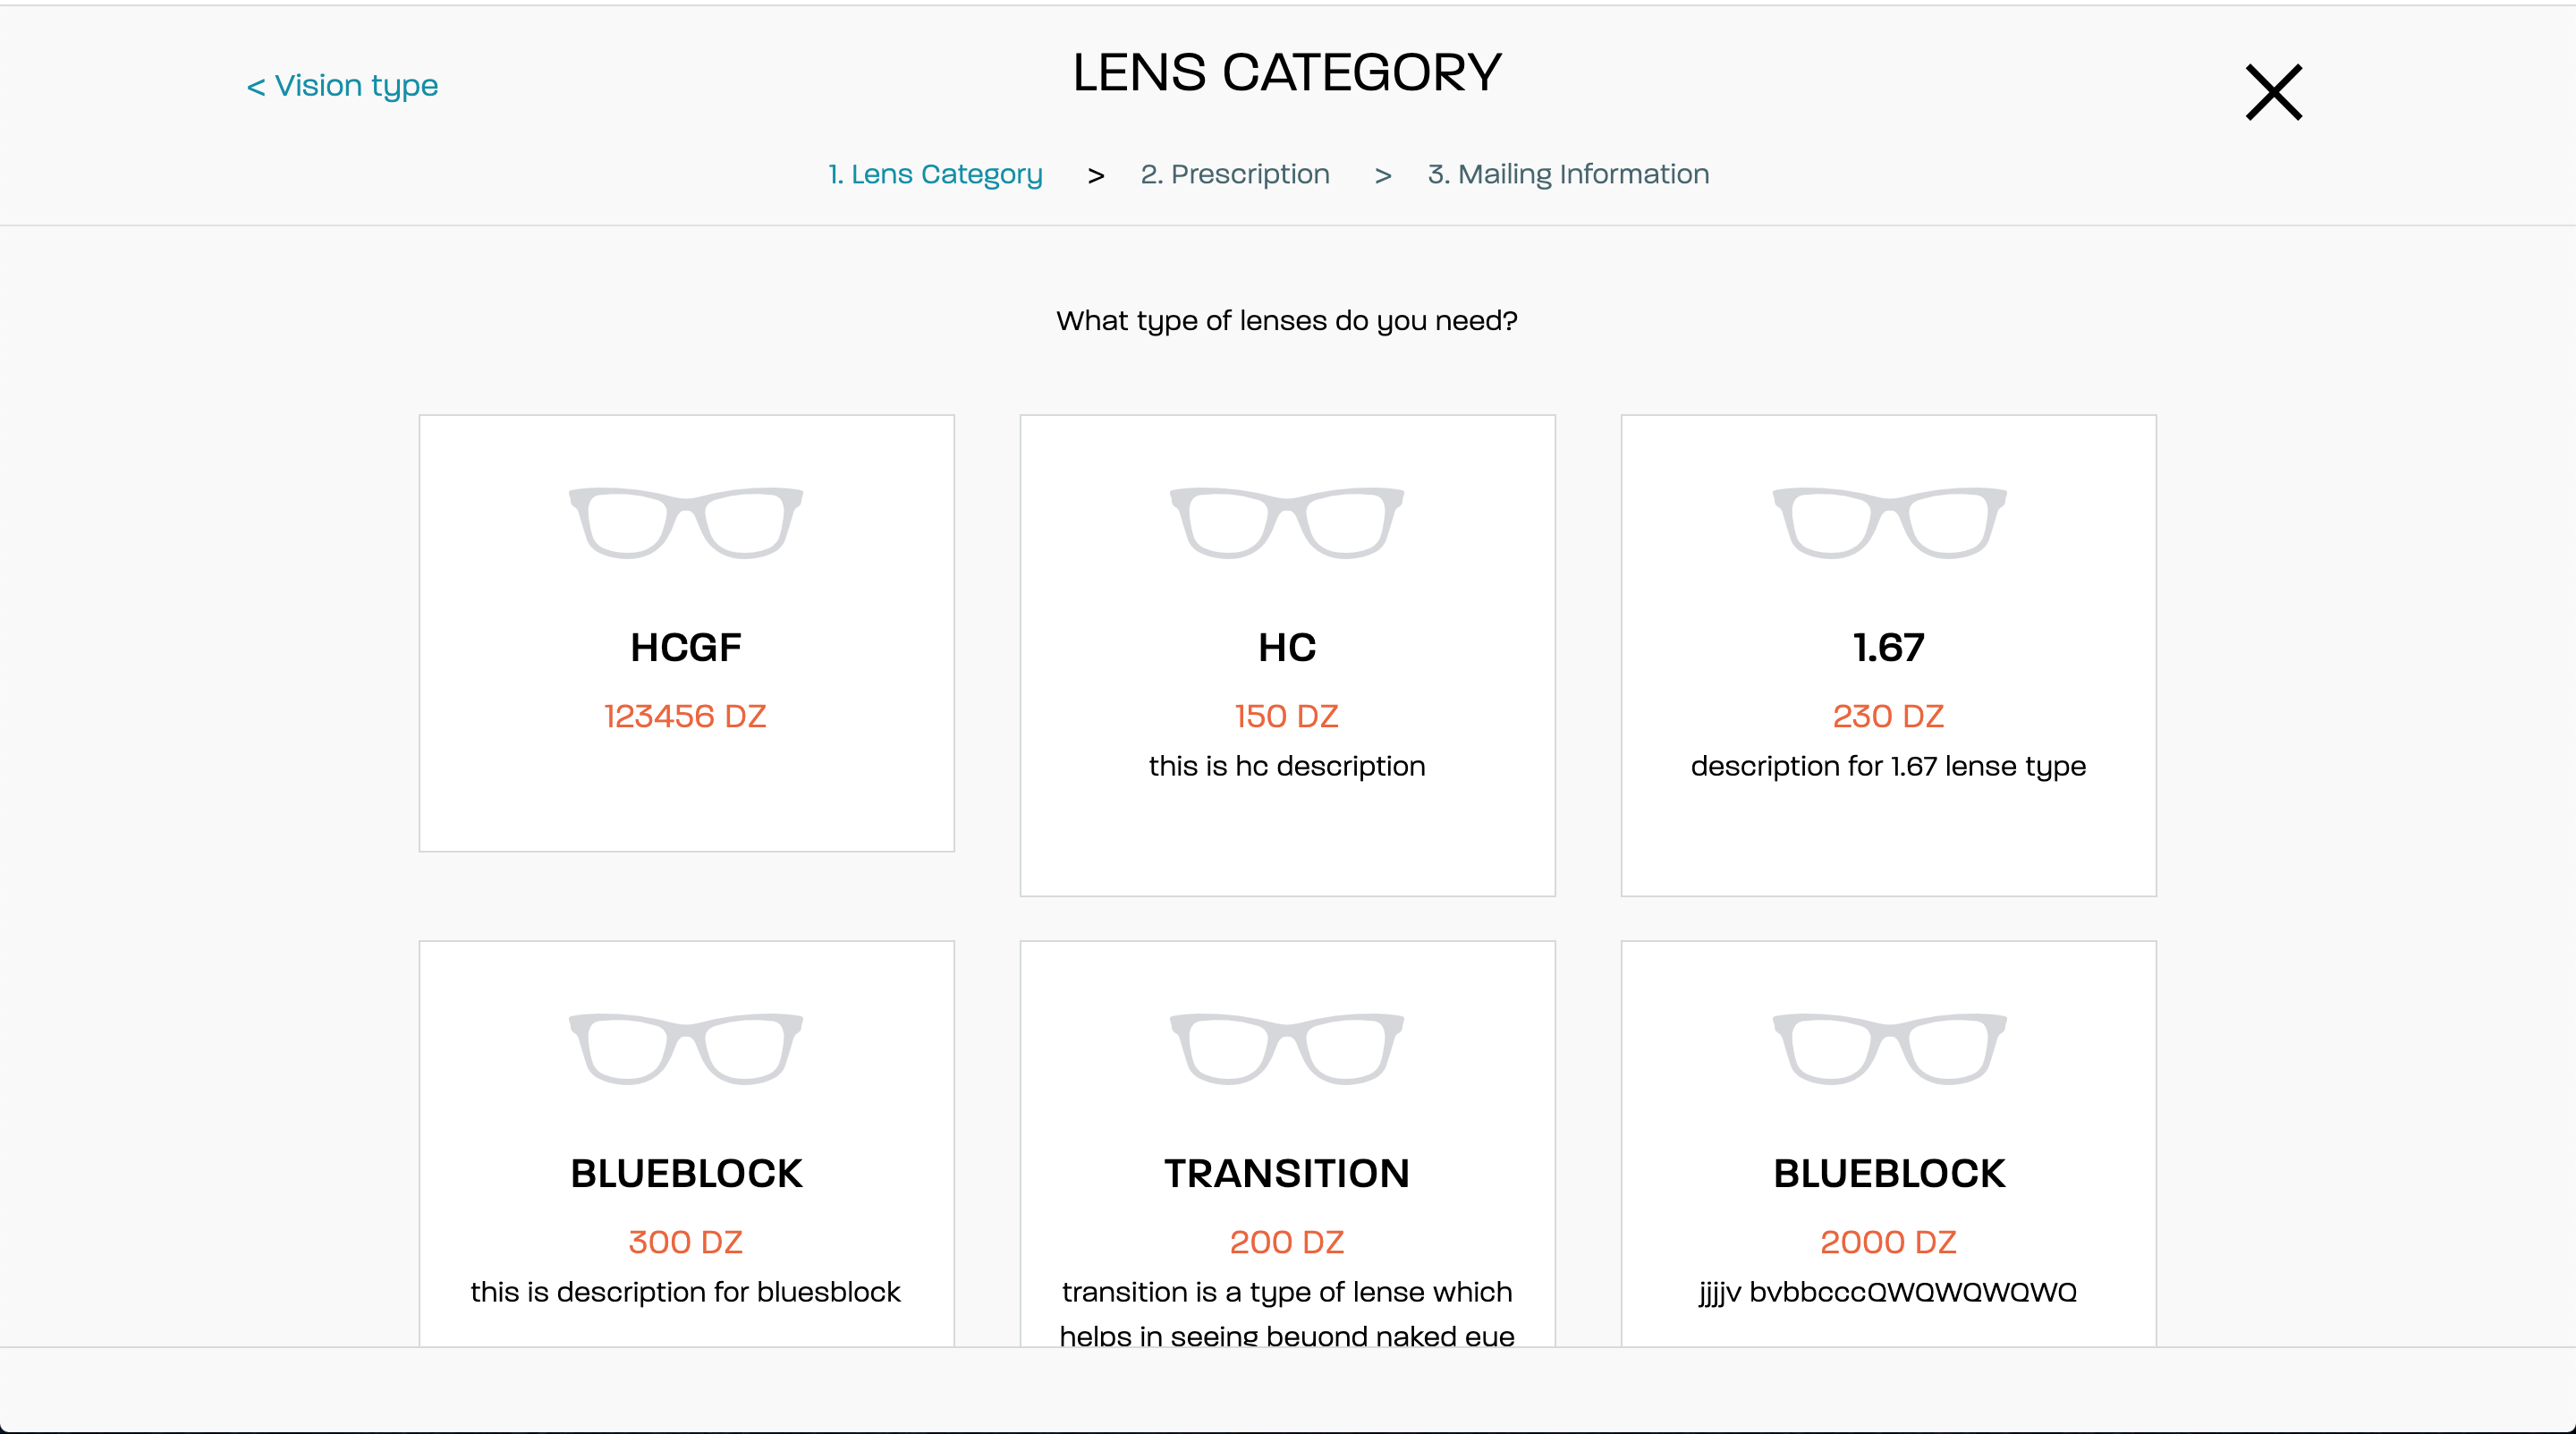 < Vision type
LENS CATEGORY
1. Lens Category > 2. Prescription > 3. Mailing Information
What type of lenses do you need?
HCGF
123456 DZ
HC
150 DZ
this is hc description
1.67
230 DZ
description for 1.67 lense type
BLUEBLOCK
300 DZ
this is description for bluesblock
TRANSITION
200 DZ
transition is a type of lense which
helps in seeing beyond naked eye
BLUEBLOCK
2000 DZ
jjjjv bvbbcccQWQWQWQWQ